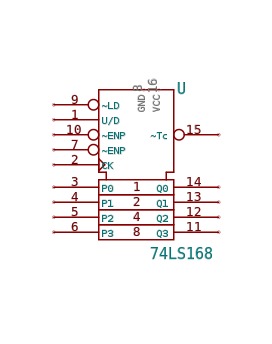 8 16 U
GND VCC
9 ~LD
1 U/D
10 ~ENP ~Tc 15
7 ~ENP
2 CK
3 P0 1 Q0 14
4 P1 2 Q1 13
5 P2 4 Q2 12
6 P3 8 Q3 11
74LS168